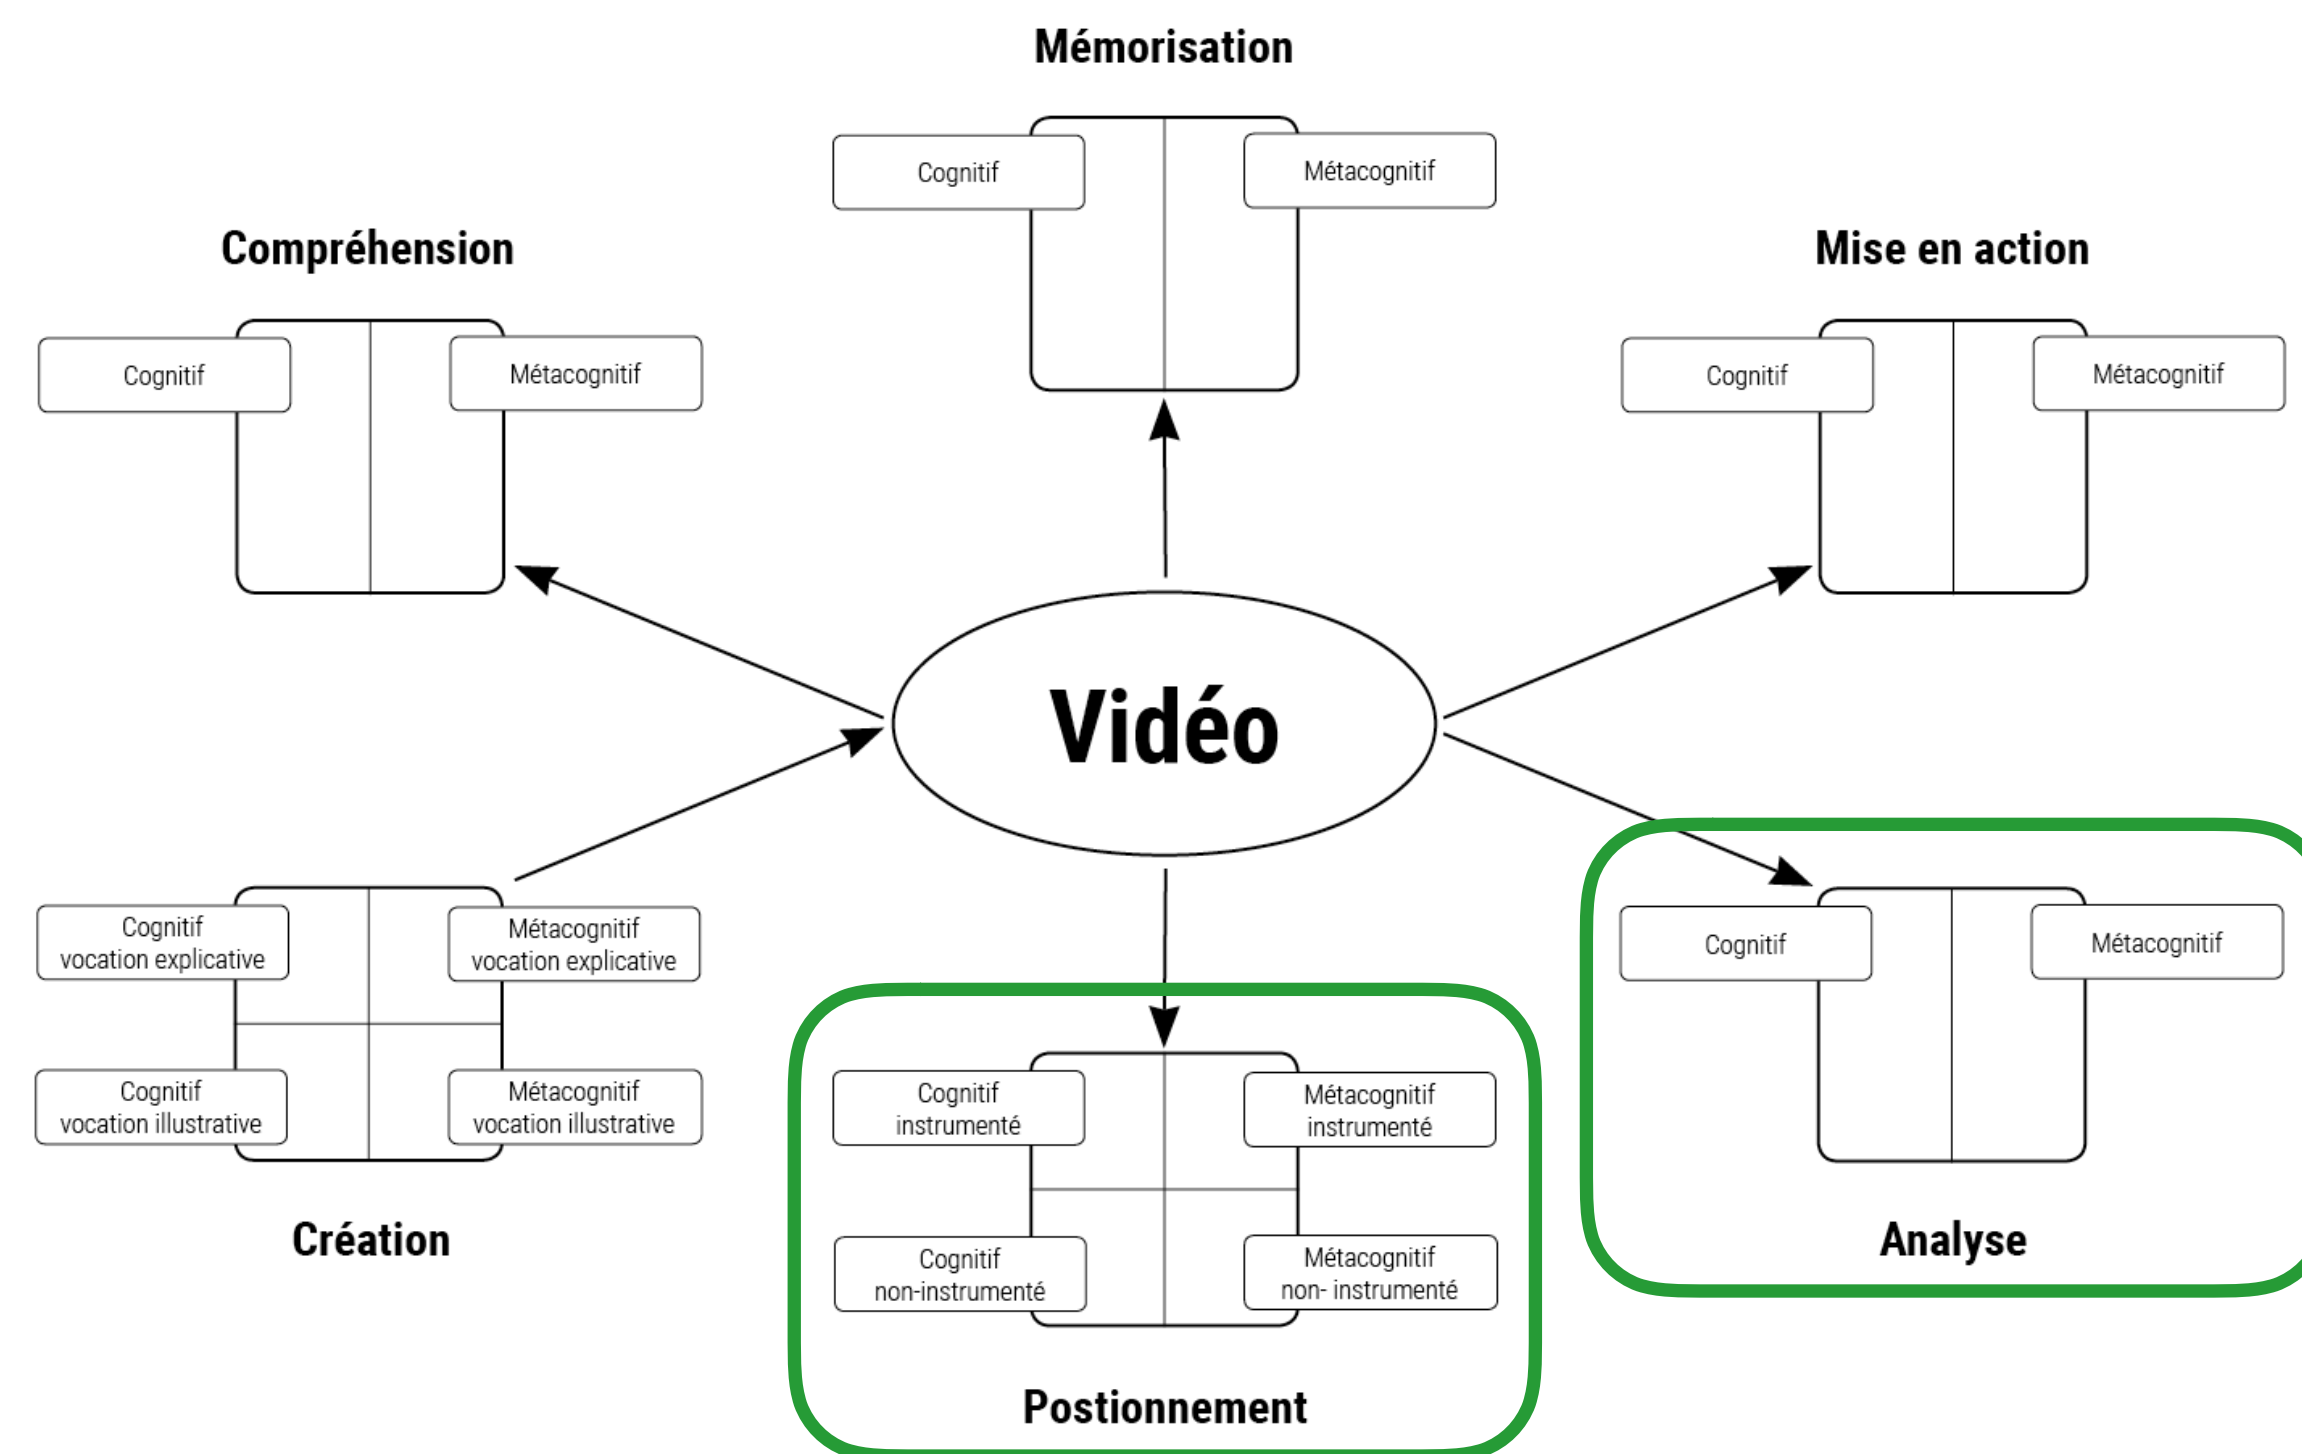 Mémorisation
Cognitif
Métacognitif
Compréhension
Cognitif
Métacognitif
Mise en action
Cognitif
Métacognitif
Vidéo
Cognitif
vocation explicative
Métacognitif
vocation explicative
Cognitif
vocation illustrative
Métacognitif
vocation illustrative
Création
Cognitif
instrumenté
Métacognitif
instrumenté
Cognitif
non-instrumenté
Métacognitif
non- instrumenté
Postionnement
Cognitif
Métacognitif
Analyse